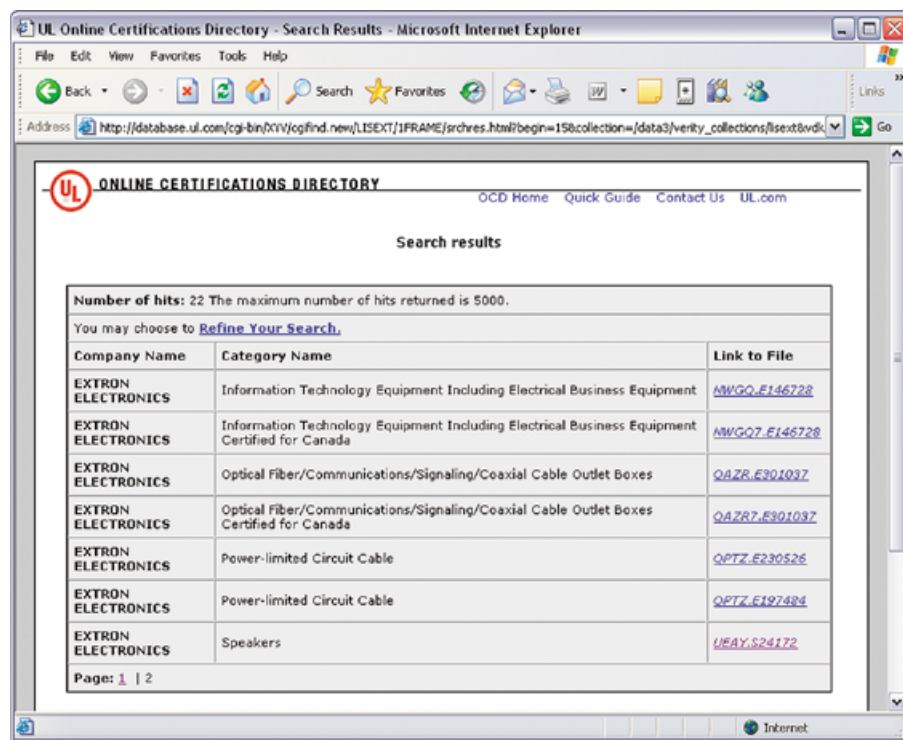 UL Online Certifications Directory - Search Results - Microsoft Internet Explorer
File Edit View Favorites Tools Help
Back Search Favorites Links
Address http://database.ul.com/cgi-bin/XYV/cgifind.new/LISEXT/1FRAME/srchres.html?begin=15&collection=/data3/verity_collections/lisext&vdk Go
UL ONLINE CERTIFICATIONS DIRECTORY
OCD Home Quick Guide Contact Us UL.com
Search results
Number of hits: 22 The maximum number of hits returned is 5000.
You may choose to Refine Your Search.
Company Name Category Name Link to File
EXTRON ELECTRONICS Information Technology Equipment Including Electrical Business Equipment NWGQ.E146728
EXTRON ELECTRONICS Information Technology Equipment Including Electrical Business Equipment Certified for Canada NWGQ7.E146728
EXTRON ELECTRONICS Optical Fiber/Communications/Signaling/Coaxial Cable Outlet Boxes QAZR.E301037
EXTRON ELECTRONICS Optical Fiber/Communications/Signaling/Coaxial Cable Outlet Boxes Certified for Canada QAZR7.E301037
EXTRON ELECTRONICS Power-limited Circuit Cable QPTZ.E230526
EXTRON ELECTRONICS Power-limited Circuit Cable QPTZ.E197484
EXTRON ELECTRONICS Speakers UEAY.S24172
Page: 1 | 2
Internet